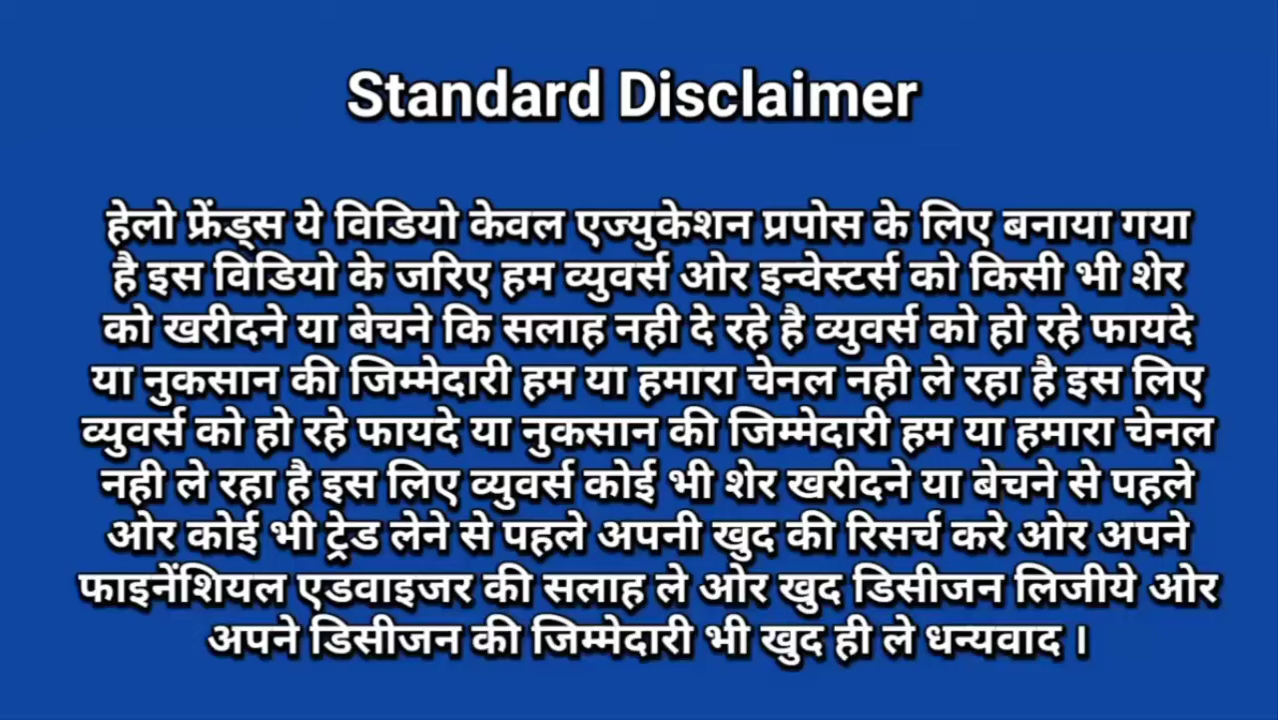 Standard Disclaimer
हेलो फ्रेंड्स ये विडियो केवल एज्युकेशन प्रपोस के लिए बनाया गया
है इस विडियो के जरिए हम व्युवर्स ओर इन्वेस्टर्स को किसी भी शेर
को खरीदने या बेचने कि सलाह नही दे रहे है व्युवर्स को हो रहे फायदे
या नुकसान की जिम्मेदारी हम या हमारा चेनल नही ले रहा है इस लिए
व्युवर्स को हो रहे फायदे या नुकसान की जिम्मेदारी हम या हमारा चेनल
नही ले रहा है इस लिए व्युवर्स कोई भी शेर खरीदने या बेचने से पहले
ओर कोई भी ट्रेड लेने से पहले अपनी खुद की रिसर्च करे ओर अपने
फाइनेंशियल एडवाइजर की सलाह ले ओर खुद डिसीजन लिजीये ओर
अपने डिसीजन की जिम्मेदारी भी खुद ही ले धन्यवाद ।